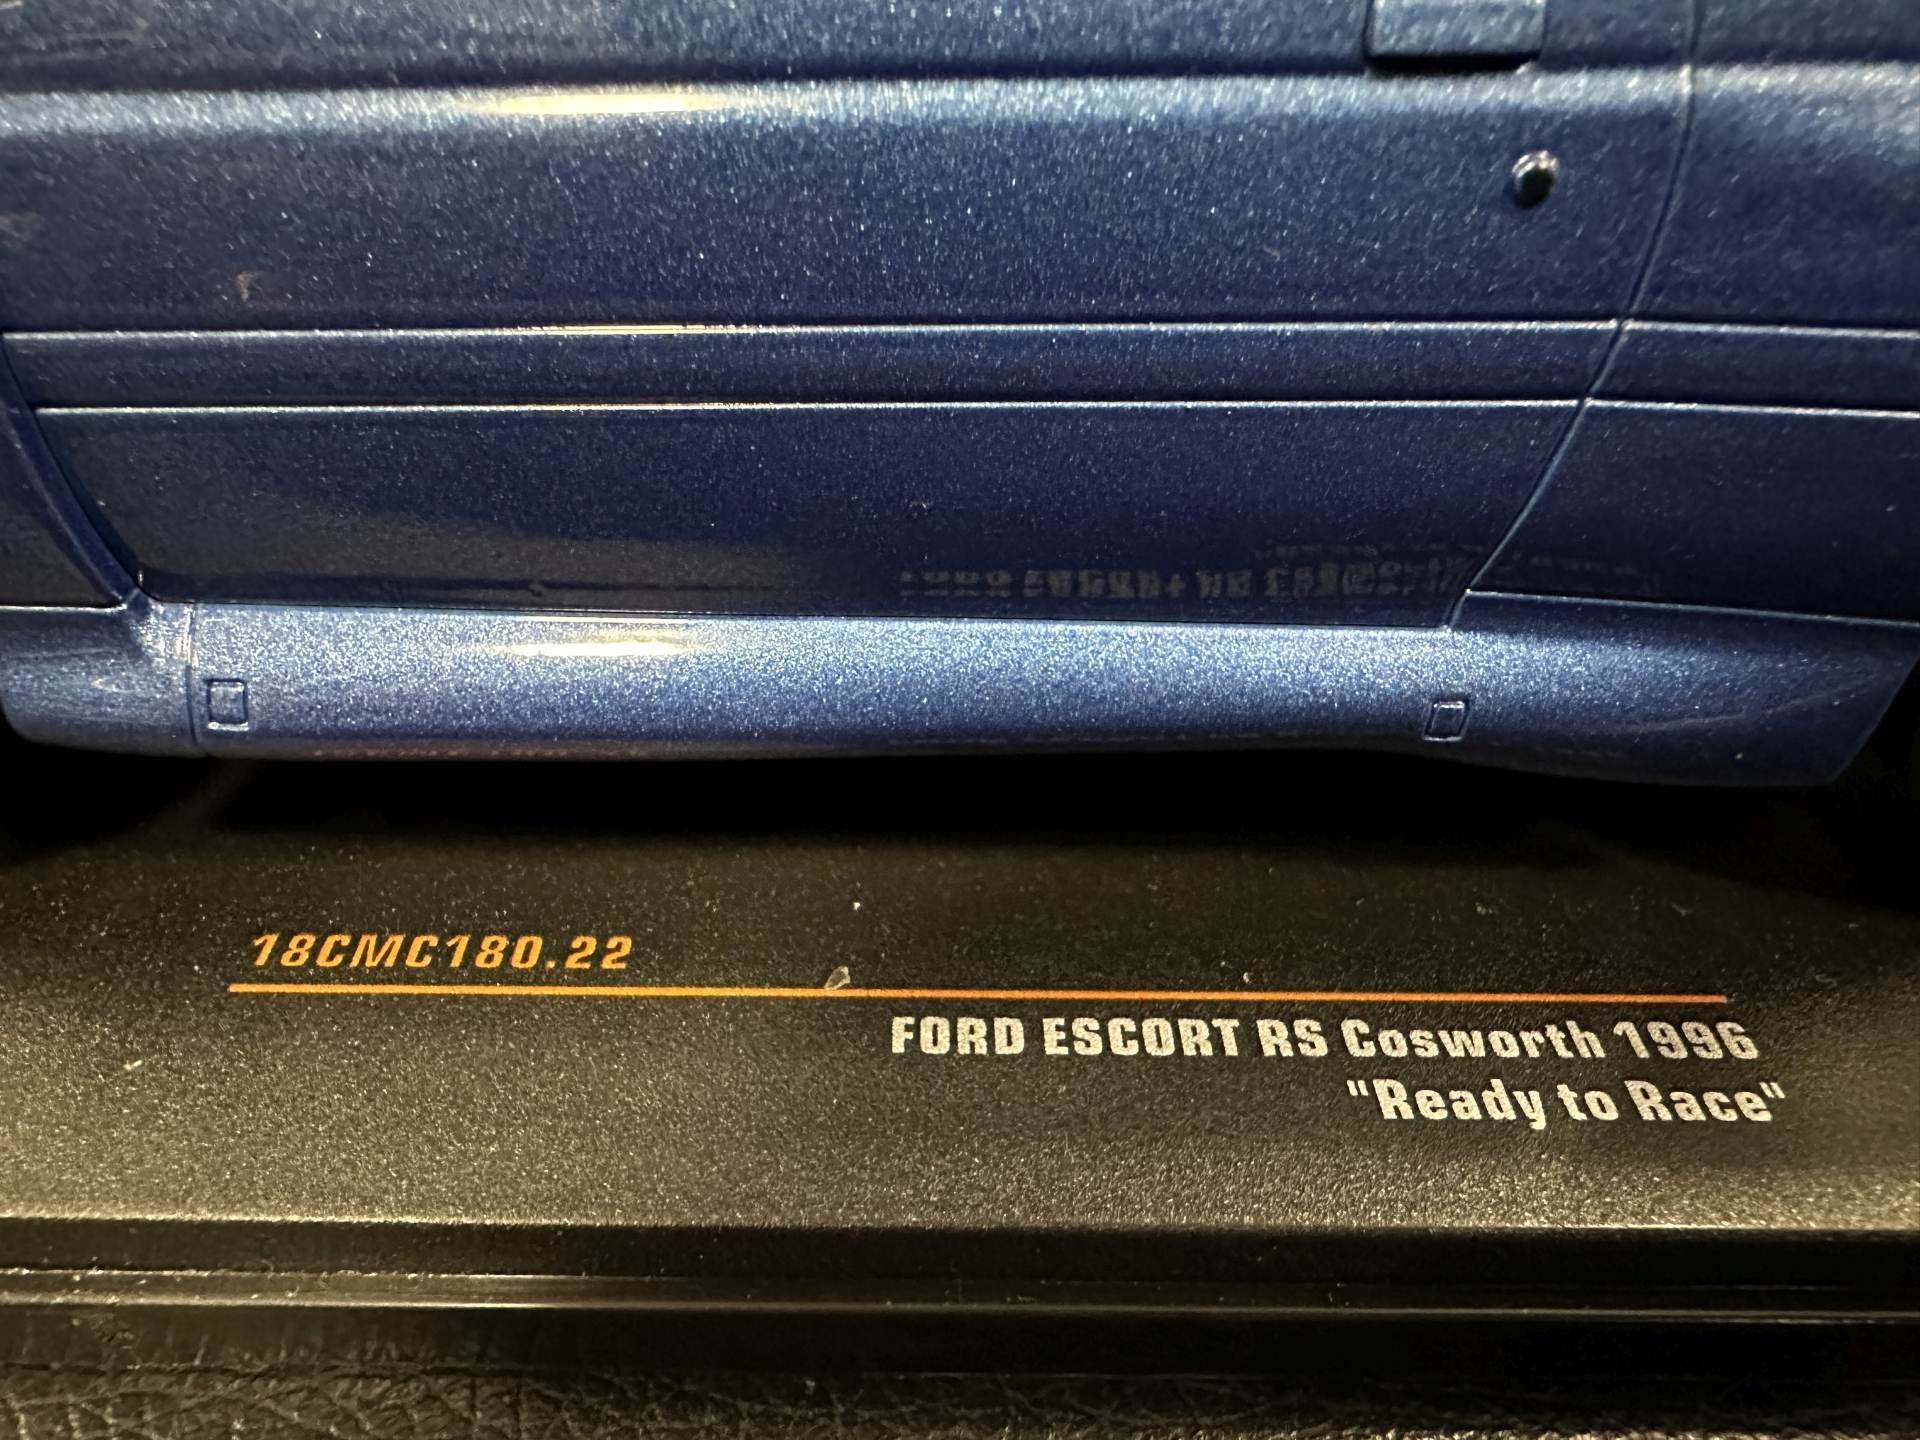 18CMC180.22
FORD ESCORT RS Cosworth 1996
"Ready to Race"